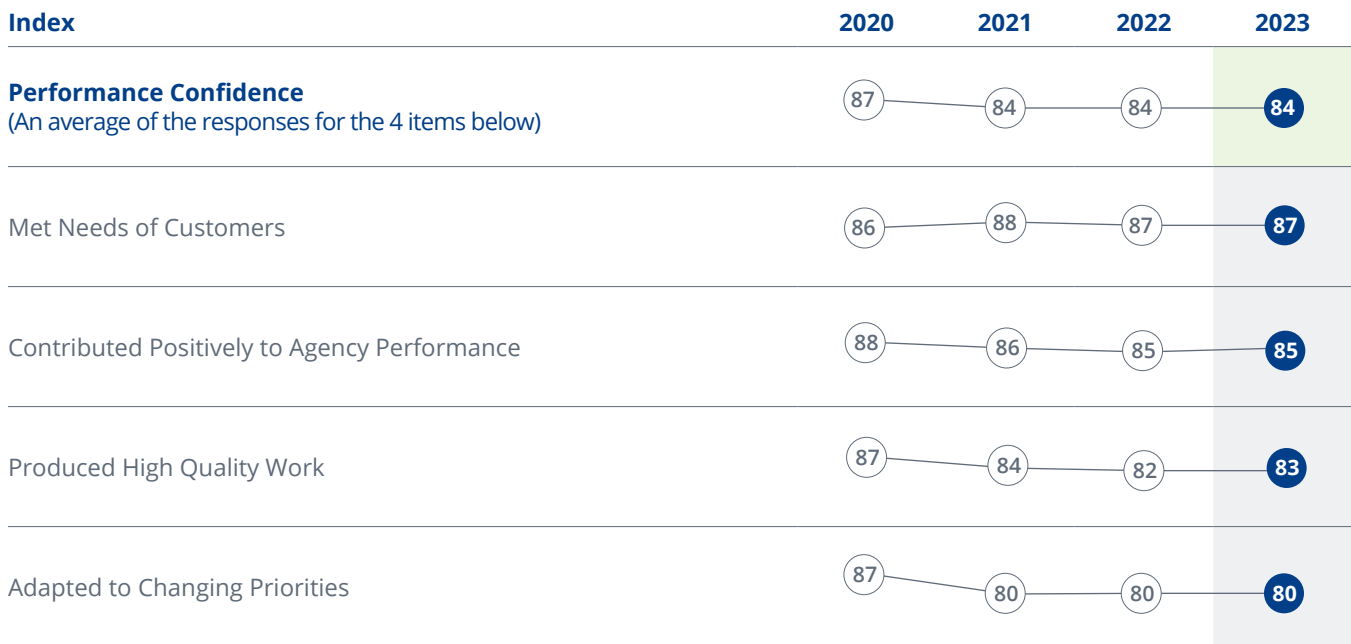 Index 2020 2021 2022 2023
Performance Confidence
(An average of the responses for the 4 items below) 87 84 84 84
Met Needs of Customers 86 88 87 87
Contributed Positively to Agency Performance 88 86 85 85
Produced High Quality Work 87 84 82 83
Adapted to Changing Priorities 87 80 80 80